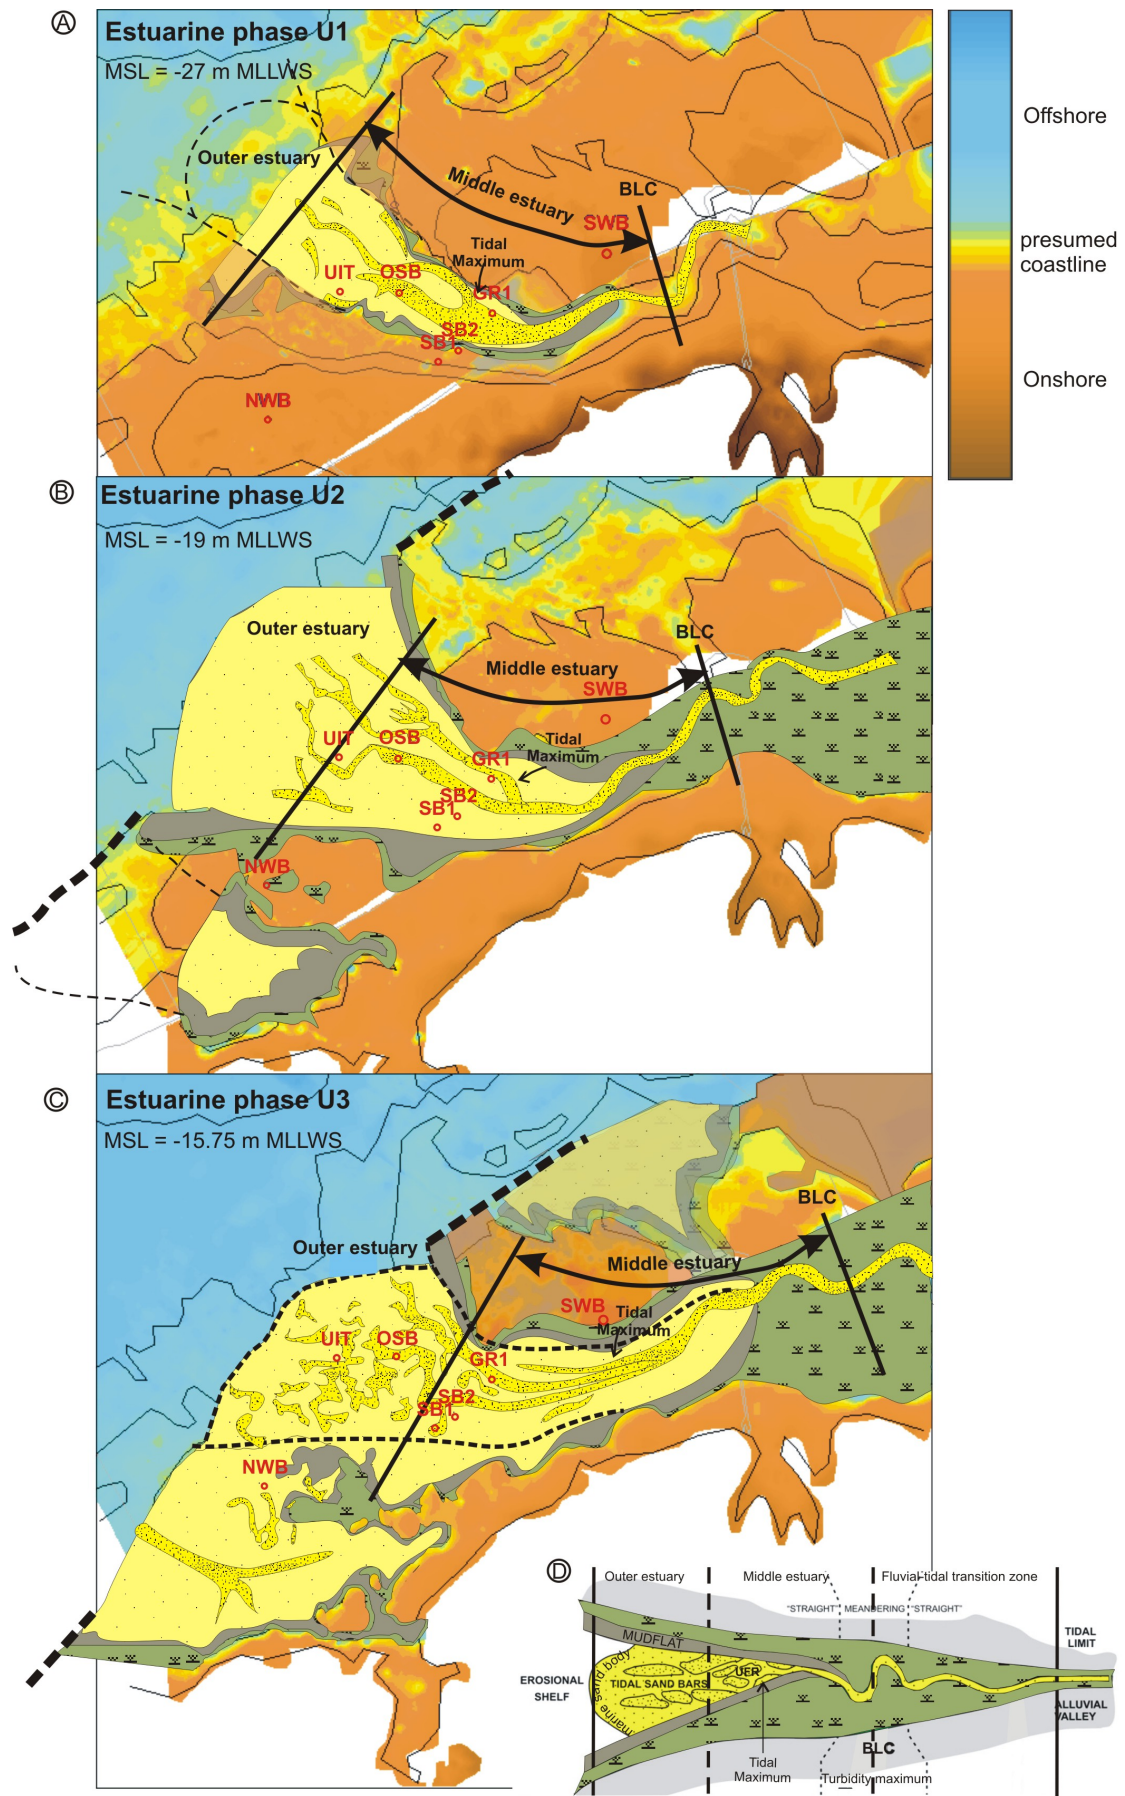 A
Estuarine phase U1
MSL = -27 m MLLWS
Outer estuary
Middle estuary
BLC
SWB
Tidal
Maximum
UIT
OSB
GR1
SB2
SB1
NWB
Offshore
presumed
coastline
Onshore
B
Estuarine phase U2
MSL = -19 m MLLWS
Outer estuary
BLC
Middle estuary
SWB
UIT
OSB
Tidal
Maximum
GR1
SB2
SB1
NWB
C
Estuarine phase U3
MSL = -15.75 m MLLWS
BLC
Outer estuary
Middle estuary
SWB
Tidal
Maximum
UIT
OSB
GR1
SB2
SB1
NWB
D
Outer estuary
Middle estuary
Fluvial-tidal transition zone
"STRAIGHT" MEANDERING "STRAIGHT"
MUDFLAT
TIDAL
LIMIT
EROSIONAL
SHELF
marine sand body
TIDAL SAND BARS
UFR
ALLUVIAL
VALLEY
BLC
Tidal
Maximum
Turbidity maximum